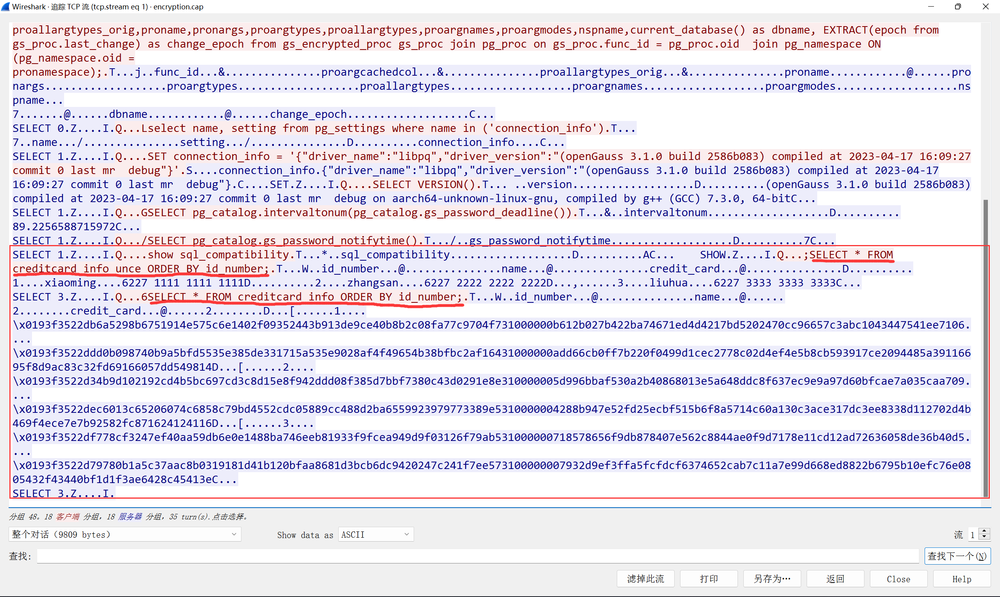 Wireshark · 追踪 TCP 流 (tcp.stream eq 1) · encryption.cap
proallargtypes_orig,proname,pronargs,proargtypes,proallargtypes,proargnames,proargmodes,nspname,current_database() as dbname, EXTRACT(epoch from
gs_proc.last_change) as change_epoch from gs_encrypted_proc gs_proc join pg_proc on gs_proc.func_id = pg_proc.oid  join pg_namespace ON
(pg_namespace.oid =
pronamespace);.T...j..func_id...&...............proargcachedcol...&...............proallargtypes_orig...&...............proname............@......pro
nargs...................proargtypes...................proallargtypes...................proargnames...................proargmodes...................ns
pname...
7.......@......dbname............@......change_epoch...................C...
SELECT 0.Z....I.Q...Lselect name, setting from pg_settings where name in ('connection_info').T...
7..name.../...............setting.../...............D..........connection_info....C...
SELECT 1.Z....I.Q....SET connection_info = '{"driver_name":"libpq","driver_version":"(openGauss 3.1.0 build 2586b083) compiled at 2023-04-17 16:09:27
commit 0 last mr  debug"}'.S....connection_info.{"driver_name":"libpq","driver_version":"(openGauss 3.1.0 build 2586b083) compiled at 2023-04-17
16:09:27 commit 0 last mr  debug"}.C....SET.Z....I.Q....SELECT VERSION().T... ..version...................D..........(openGauss 3.1.0 build 2586b083)
compiled at 2023-04-17 16:09:27 commit 0 last mr  debug on aarch64-unknown-linux-gnu, compiled by g++ (GCC) 7.3.0, 64-bitC...
SELECT 1.Z....I.Q...GSELECT pg_catalog.intervaltonum(pg_catalog.gs_password_deadline()).T...&..intervaltonum...................D..........
89.2256588715972C...
SELECT 1.Z....I.Q.../SELECT pg_catalog.gs_password_notifytime().T.../..gs_password_notifytime...................D..........7C...
SELECT 1.Z....I.Q....show sql_compatibility.T...*..sql_compatibility...................D..........AC...    SHOW.Z....I.Q...;SELECT * FROM
creditcard_info_unce ORDER BY id_number;.T...W..id_number...@...............name...@...............credit_card...@...............D..........
1....xiaoming....6227 1111 1111 1111D..........2....zhangsan....6227 2222 2222 2222D...,......3....liuhua....6227 3333 3333 3333C...
SELECT 3.Z....I.Q...6SELECT * FROM creditcard_info ORDER BY id_number;.T...W..id_number...@...............name...@......
2........credit_card...@......2........D...[......1....
\x0193f3522db6a5298b6751914e575c6e1402f09352443b913de9ce40b8b2c08fa77c9704f731000000b612b027b422ba74671ed4d4217bd5202470cc96657c3abc1043447541ee7106.
...
\x0193f3522ddd0b098740b9a5bfd5535e385de331715a535e9028af4f49654b38bfbc2af16431000000add66cb0ff7b220f0499d1cec2778c02d4ef4e5b8cb593917ce2094485a391166
95f8d9ac83c32fd69166057dd549814D...[......2....
\x0193f3522d34b9d102192cd4b5bc697cd3c8d15e8f942ddd08f385d7bbf7380c43d0291e8e310000005d996bbaf530a2b40868013e5a648ddc8f637ec9e9a97d60bfcae7a035caa709.
...
\x0193f3522dec6013c65206074c6858c79bd4552cdc05889cc488d2ba6559923979773389e5310000004288b947e52fd25ecbf515b6f8a5714c60a130c3ace317dc3ee8338d112702d4b
469f4ece7e7b92582fc871624124116D...[......3....
\x0193f3522df778cf3247ef40aa59db6e0e1488ba746eeb81933f9fcea949d9f03126f79ab531000000718578656f9db878407e562c8844ae0f9d7178e11cd12ad72636058de36b40d5.
...
\x0193f3522d79780b1a5c37aac8b0319181d41b120bfaa8681d3bcb6dc9420247c241f7ee573100000007932d9ef3ffa5fcfdcf6374652cab7c11a7e99d668ed8822b6795b10efc76e08
05432f43440bf1d1f3ae6428c45413eC...
SELECT 3.Z....I.
分组 48。18 客户端 分组，18 服务器 分组，35 turn(s).点击选择。
整个对话（9809 bytes） Show data as ASCII 流 1
查找: 查找下一个(N)
滤掉此流 打印 另存为… 返回 Close Help